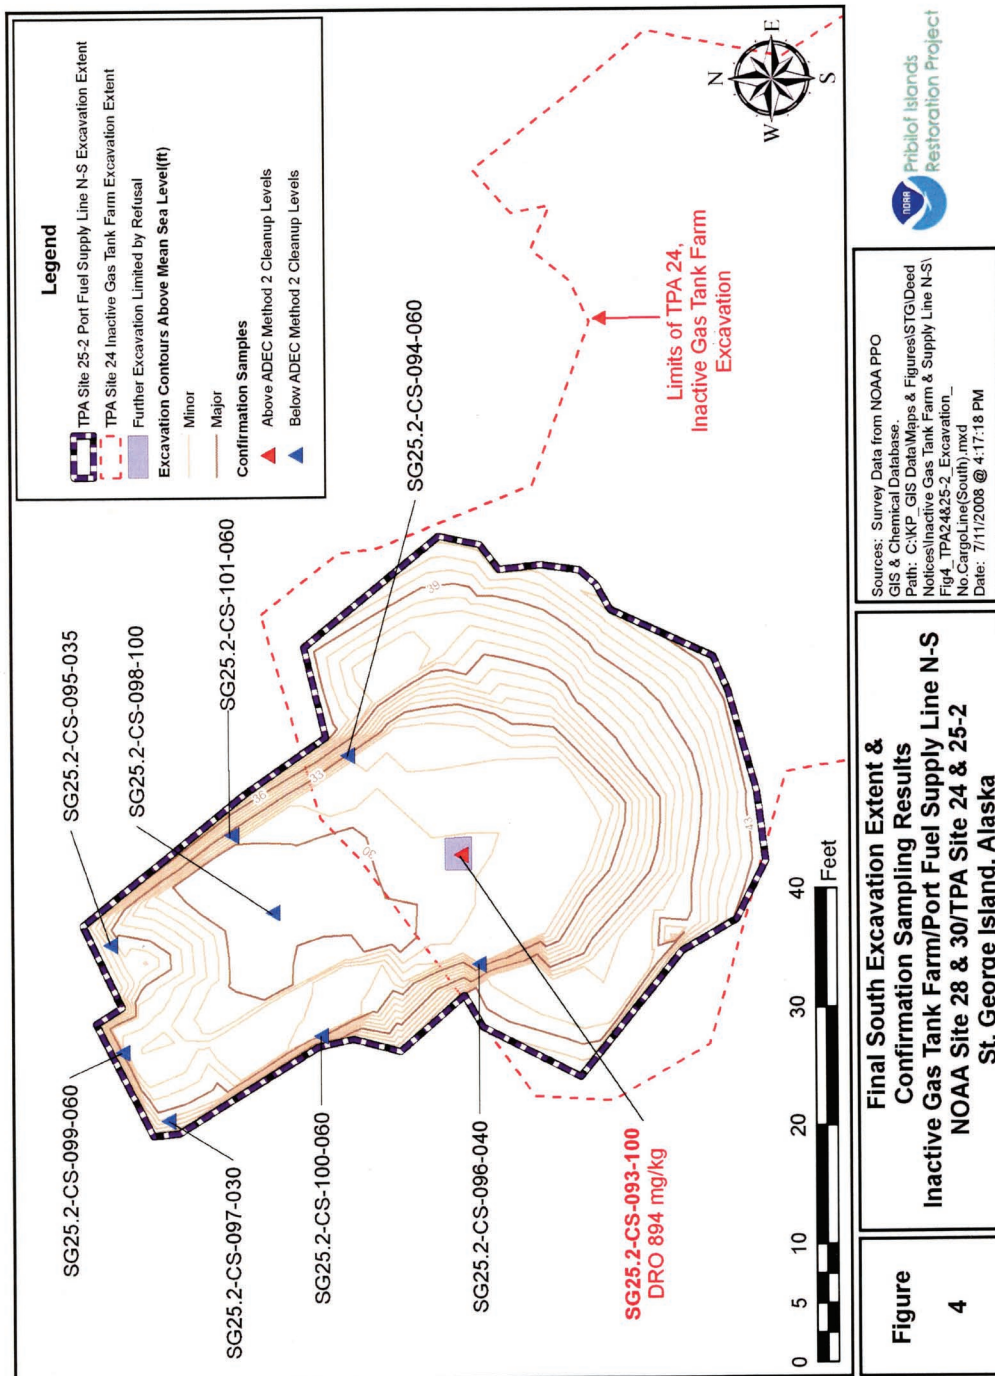 Legend
TPA Site 25-2 Port Fuel Supply Line N-S Excavation Extent
TPA Site 24 Inactive Gas Tank Farm Excavation Extent
Further Excavation Limited by Refusal
Excavation Contours Above Mean Sea Level(ft)
Minor
Major
Confirmation Samples
Above ADEC Method 2 Cleanup Levels
Below ADEC Method 2 Cleanup Levels
SG25.2-CS-099-060
SG25.2-CS-097-030
SG25.2-CS-100-060
SG25.2-CS-096-040
SG25.2-CS-093-100
DRO 894 mg/kg
SG25.2-CS-095-035
SG25.2-CS-098-100
SG25.2-CS-101-060
SG25.2-CS-094-060
36
33
30
39
43
Limits of TPA 24,
Inactive Gas Tank Farm
Excavation
N
E
S
W
0 5 10 20 30 40
Feet
Figure
4
Final South Excavation Extent &
Confirmation Sampling Results
Inactive Gas Tank Farm/Port Fuel Supply Line N-S
NOAA Site 28 & 30/TPA Site 24 & 25-2
St. George Island, Alaska
Sources: Survey Data from NOAA PPO
GIS & Chemical Database.
Path: C:\KP_GIS Data\Maps & Figures\STG\Deed
Notices\Inactive Gas Tank Farm & Supply Line N-S\
Fig4_TPA24&25-2_Excavation_
No.CargoLine(South).mxd
Date: 7/11/2008 @ 4:17:18 PM
NOAA
Pribilof Islands
Restoration Project